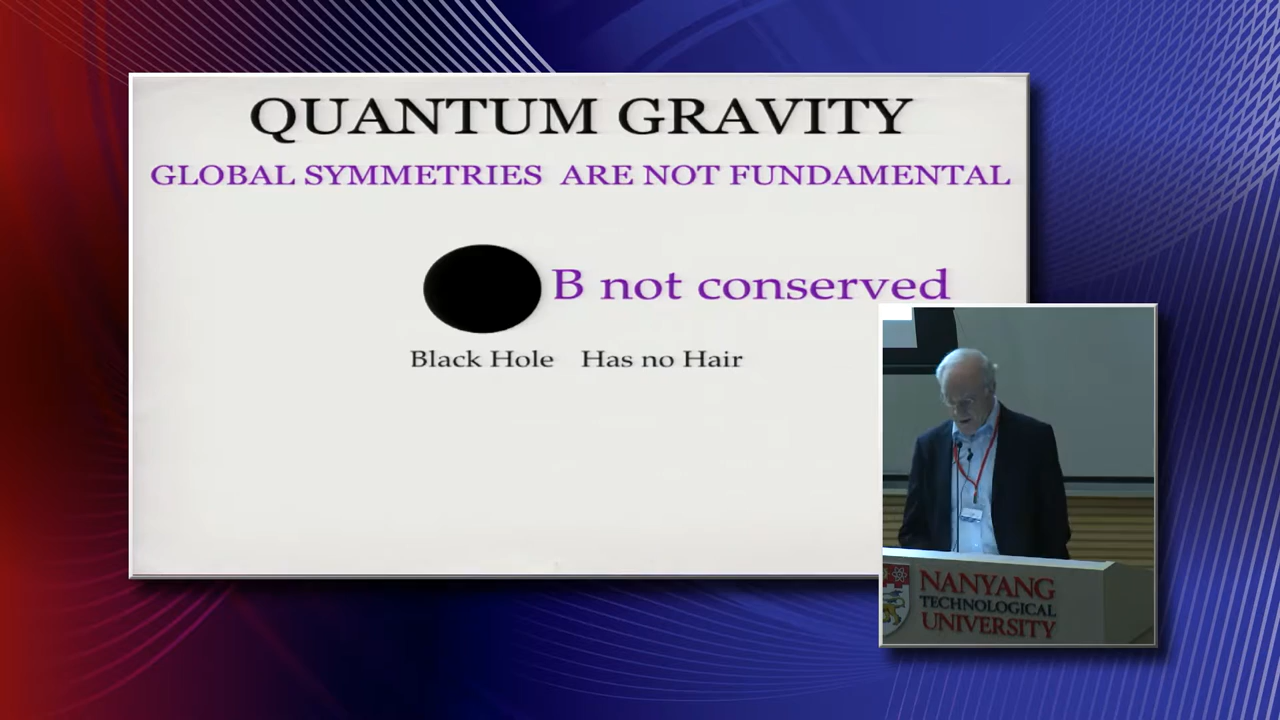 QUANTUM GRAVITY
GLOBAL SYMMETRIES ARE NOT FUNDAMENTAL
B not conserved
Black Hole Has no Hair
NANYANG
TECHNOLOGICAL
UNIVERSITY